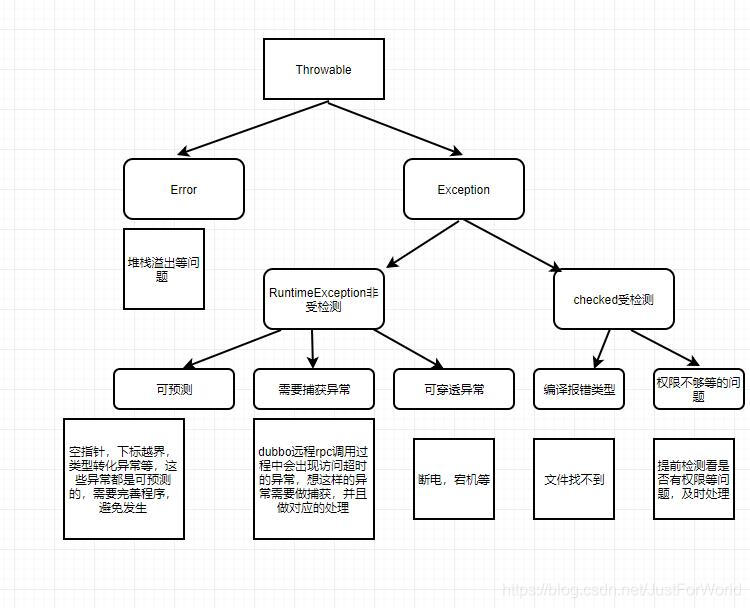 Throwable
Error
Exception
堆栈溢出等问
题
RuntimeException非
受检测
checked受检测
可预测
需要捕获异常
可穿透异常
编译报错类型
权限不够等的问
题
空指针，下标越界，
类型转化异常等，这
些异常都是可预测
的，需要完善程序，
避免发生
dubbo远程rpc调用过
程中会出现访问超时
的异常，想这样的异
常需要做捕获，并且
做对应的处理
断电，宕机等
文件找不到
提前检测看是
否有权限等问
题，及时处理
https://blog.csdn.net/JustForWorld